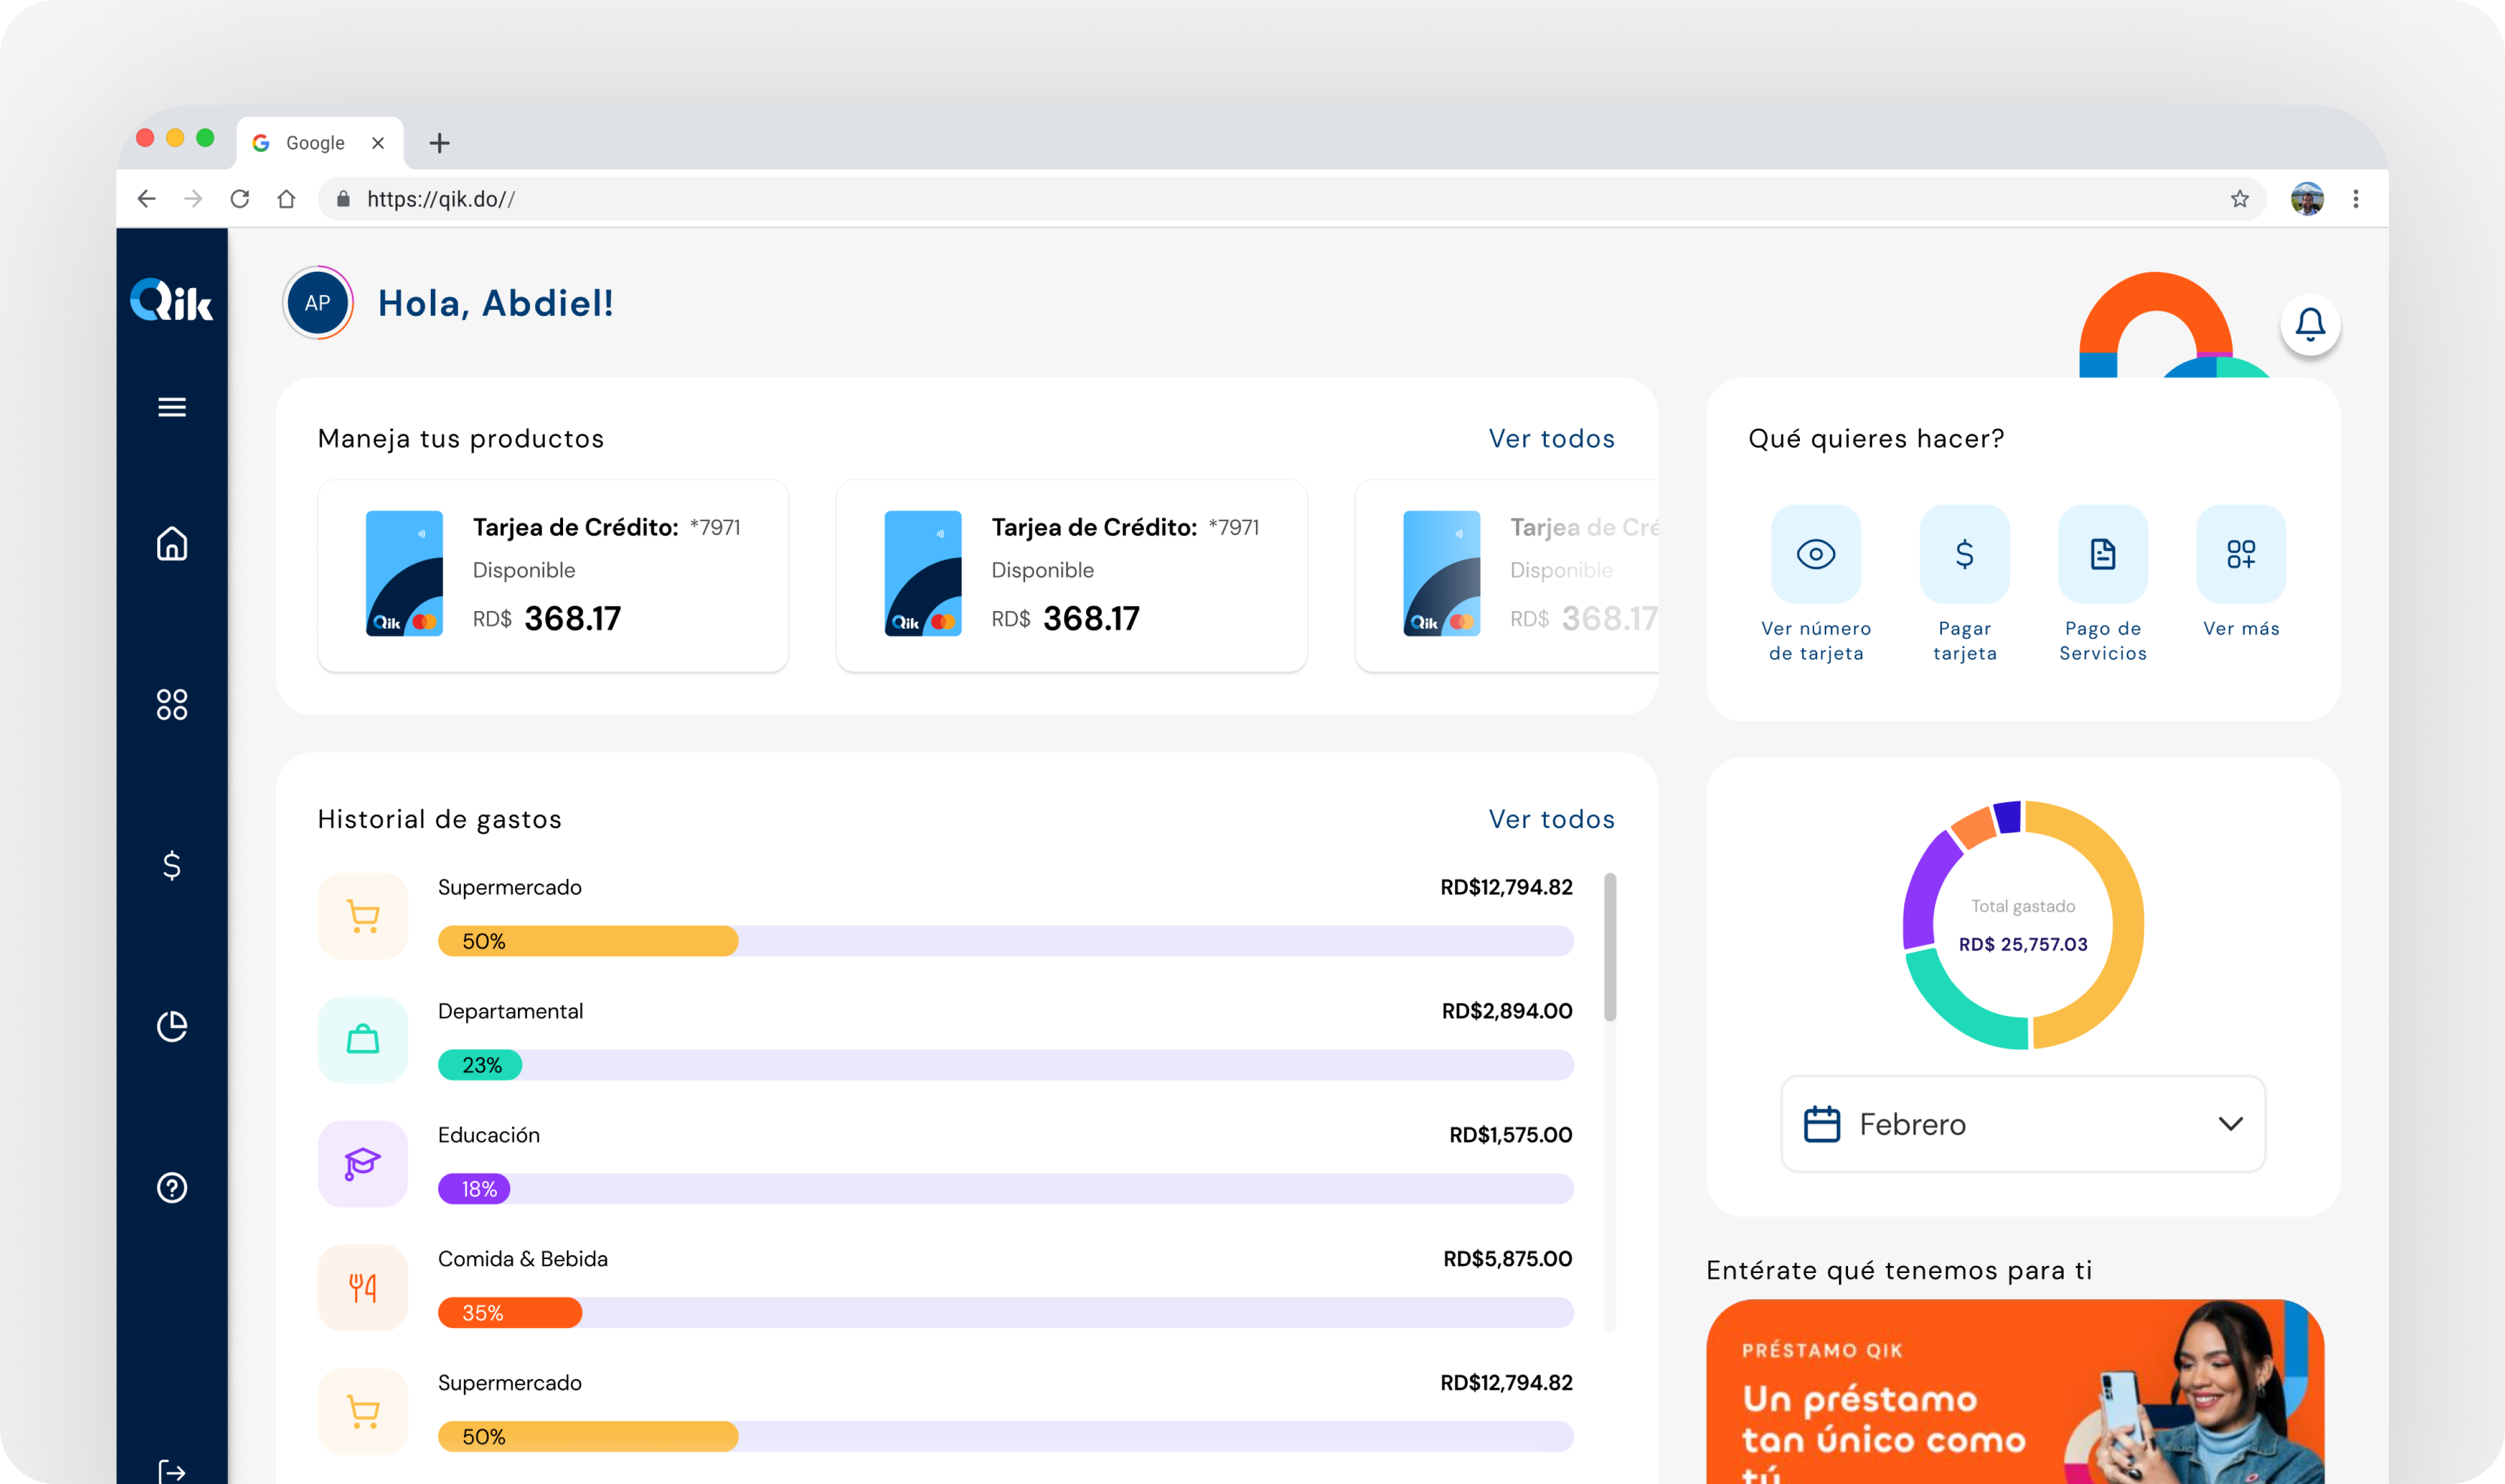 Google
https://qik.do//
Qik
AP
Hola, Abdiel!
Maneja tus productos
Ver todos
Tarjea de Crédito: *7971
Disponible
RD$ 368.17
Qik
Tarjea de Crédito: *7971
Disponible
RD$ 368.17
Qik
Tarjea de Cré
Disponible
RD$ 368.17
Qik
Qué quieres hacer?
Ver número
de tarjeta
Pagar
tarjeta
Pago de
Servicios
Ver más
Historial de gastos
Ver todos
Supermercado
RD$12,794.82
50%
Departamental
RD$2,894.00
23%
Educación
RD$1,575.00
18%
Comida & Bebida
RD$5,875.00
35%
Supermercado
RD$12,794.82
50%
Total gastado
RD$ 25,757.03
Febrero
Entérate qué tenemos para ti
PRÉSTAMO QIK
Un préstamo
tan único como
tú